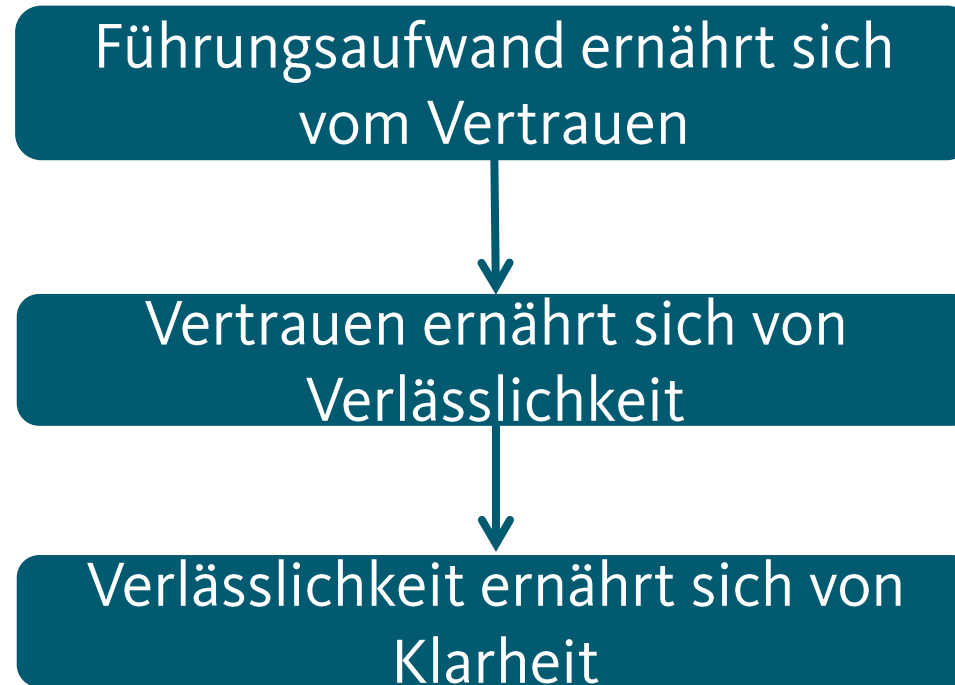 Führungsaufwand ernährt sich
vom Vertrauen
Vertrauen ernährt sich von
Verlässlichkeit
Verlässlichkeit ernährt sich von
Klarheit